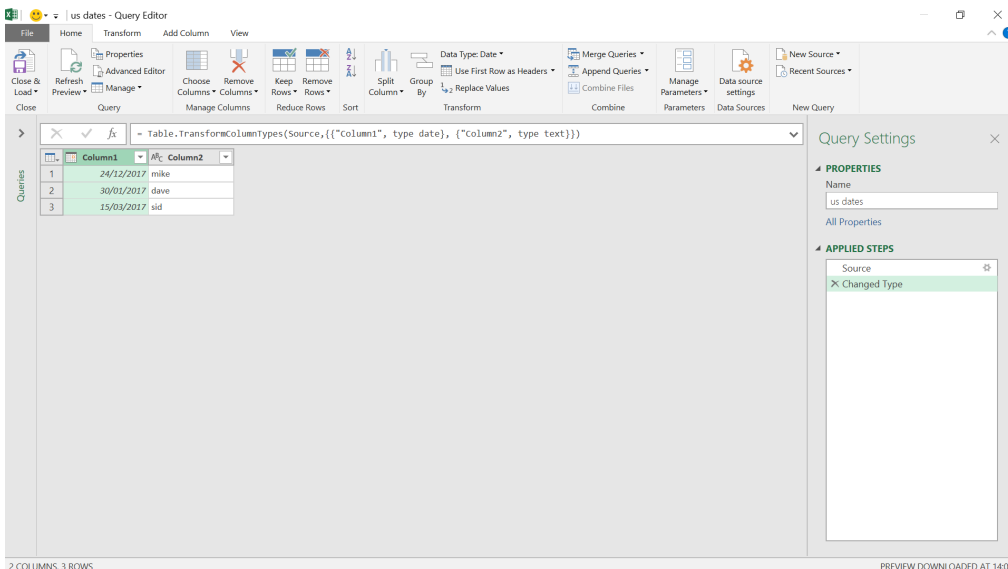 us dates - Query Editor
File Home Transform Add Column View
Close & Load
Refresh Preview
Properties
Advanced Editor
Manage
Choose Columns
Remove Columns
Keep Rows
Remove Rows
Split Column
Group By
Data Type: Date
Use First Row as Headers
Replace Values
Merge Queries
Append Queries
Combine Files
Manage Parameters
Data source settings
New Source
Recent Sources
Close Query Manage Columns Reduce Rows Sort Transform Combine Parameters Data Sources New Query
fx = Table.TransformColumnTypes(Source,{{"Column1", type date}, {"Column2", type text}})
Queries
Column1 ABC Column2
1 24/12/2017 mike
2 30/01/2017 dave
3 15/03/2017 sid
Query Settings
PROPERTIES
Name
us dates
All Properties
APPLIED STEPS
Source
Changed Type
2 COLUMNS, 3 ROWS
PREVIEW DOWNLOADED AT 14:0